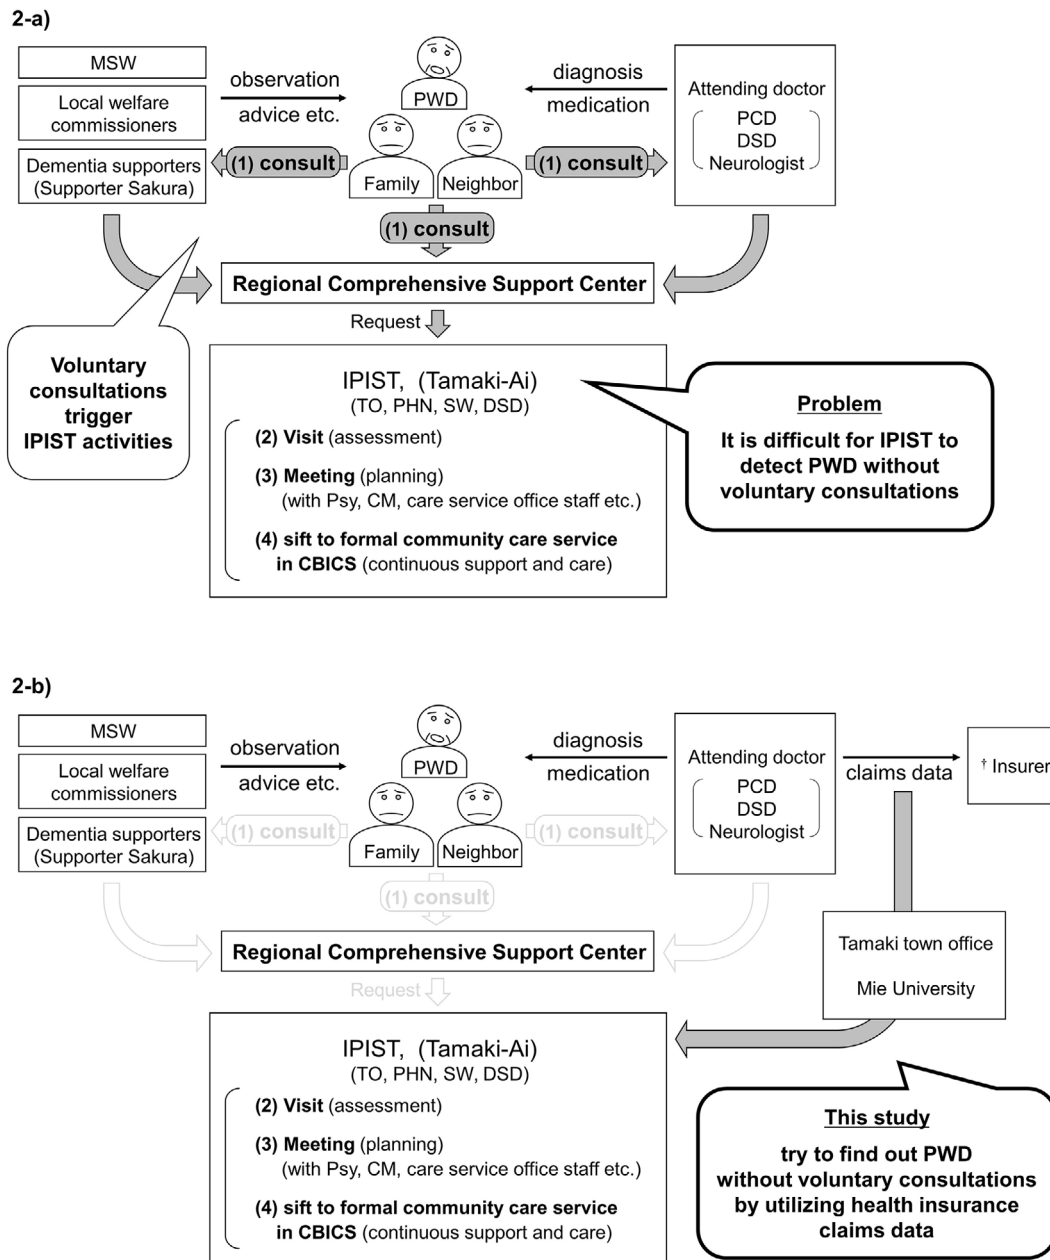 2-a)
MSW
Local welfare
commissioners
Dementia supporters
(Supporter Sakura)
observation
advice etc.
PWD
diagnosis
medication
Attending doctor
PCD
DSD
Neurologist
(1) consult
Family
Neighbor
(1) consult
(1) consult
Regional Comprehensive Support Center
Request
Voluntary
consultations
trigger
IPIST activities
IPIST, (Tamaki-Ai)
(TO, PHN, SW, DSD)
(2) Visit (assessment)
(3) Meeting (planning)
(with Psy, CM, care service office staff etc.)
(4) sift to formal community care service
in CBICS (continuous support and care)
Problem
It is difficult for IPIST to
detect PWD without
voluntary consultations
2-b)
MSW
Local welfare
commissioners
Dementia supporters
(Supporter Sakura)
observation
advice etc.
PWD
diagnosis
medication
Attending doctor
PCD
DSD
Neurologist
claims data
† Insurer
(1) consult
Family
Neighbor
(1) consult
(1) consult
Regional Comprehensive Support Center
Request
Tamaki town office
Mie University
IPIST, (Tamaki-Ai)
(TO, PHN, SW, DSD)
(2) Visit (assessment)
(3) Meeting (planning)
(with Psy, CM, care service office staff etc.)
(4) sift to formal community care service
in CBICS (continuous support and care)
This study
try to find out PWD
without voluntary consultations
by utilizing health insurance
claims data